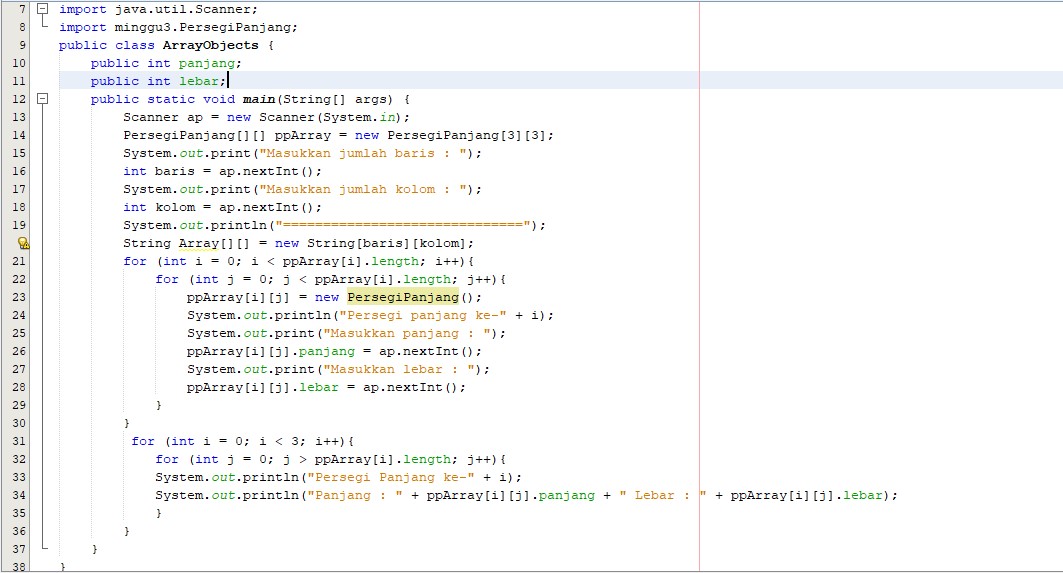 7 import java.util.Scanner;
8 import minggu3.PersegiPanjang;
9 public class ArrayObjects {
10     public int panjang;
11     public int lebar;
12     public static void main(String[] args) {
13         Scanner ap = new Scanner(System.in);
14         PersegiPanjang[][] ppArray = new PersegiPanjang[3][3];
15         System.out.print("Masukkan jumlah baris : ");
16         int baris = ap.nextInt();
17         System.out.print("Masukkan jumlah kolom : ");
18         int kolom = ap.nextInt();
19         System.out.println("==============================");
        String Array[][] = new String[baris][kolom];
21         for (int i = 0; i < ppArray[i].length; i++){
22             for (int j = 0; j < ppArray[i].length; j++){
23                 ppArray[i][j] = new PersegiPanjang();
24                 System.out.println("Persegi panjang ke-" + i);
25                 System.out.print("Masukkan panjang : ");
26                 ppArray[i][j].panjang = ap.nextInt();
27                 System.out.print("Masukkan lebar : ");
28                 ppArray[i][j].lebar = ap.nextInt();
29             }
30         }
31          for (int i = 0; i < 3; i++){
32             for (int j = 0; j > ppArray[i].length; j++){
33             System.out.println("Persegi Panjang ke-" + i);
34             System.out.println("Panjang : " + ppArray[i][j].panjang + " Lebar : " + ppArray[i][j].lebar);
35             }
36         }
37     }
38 }